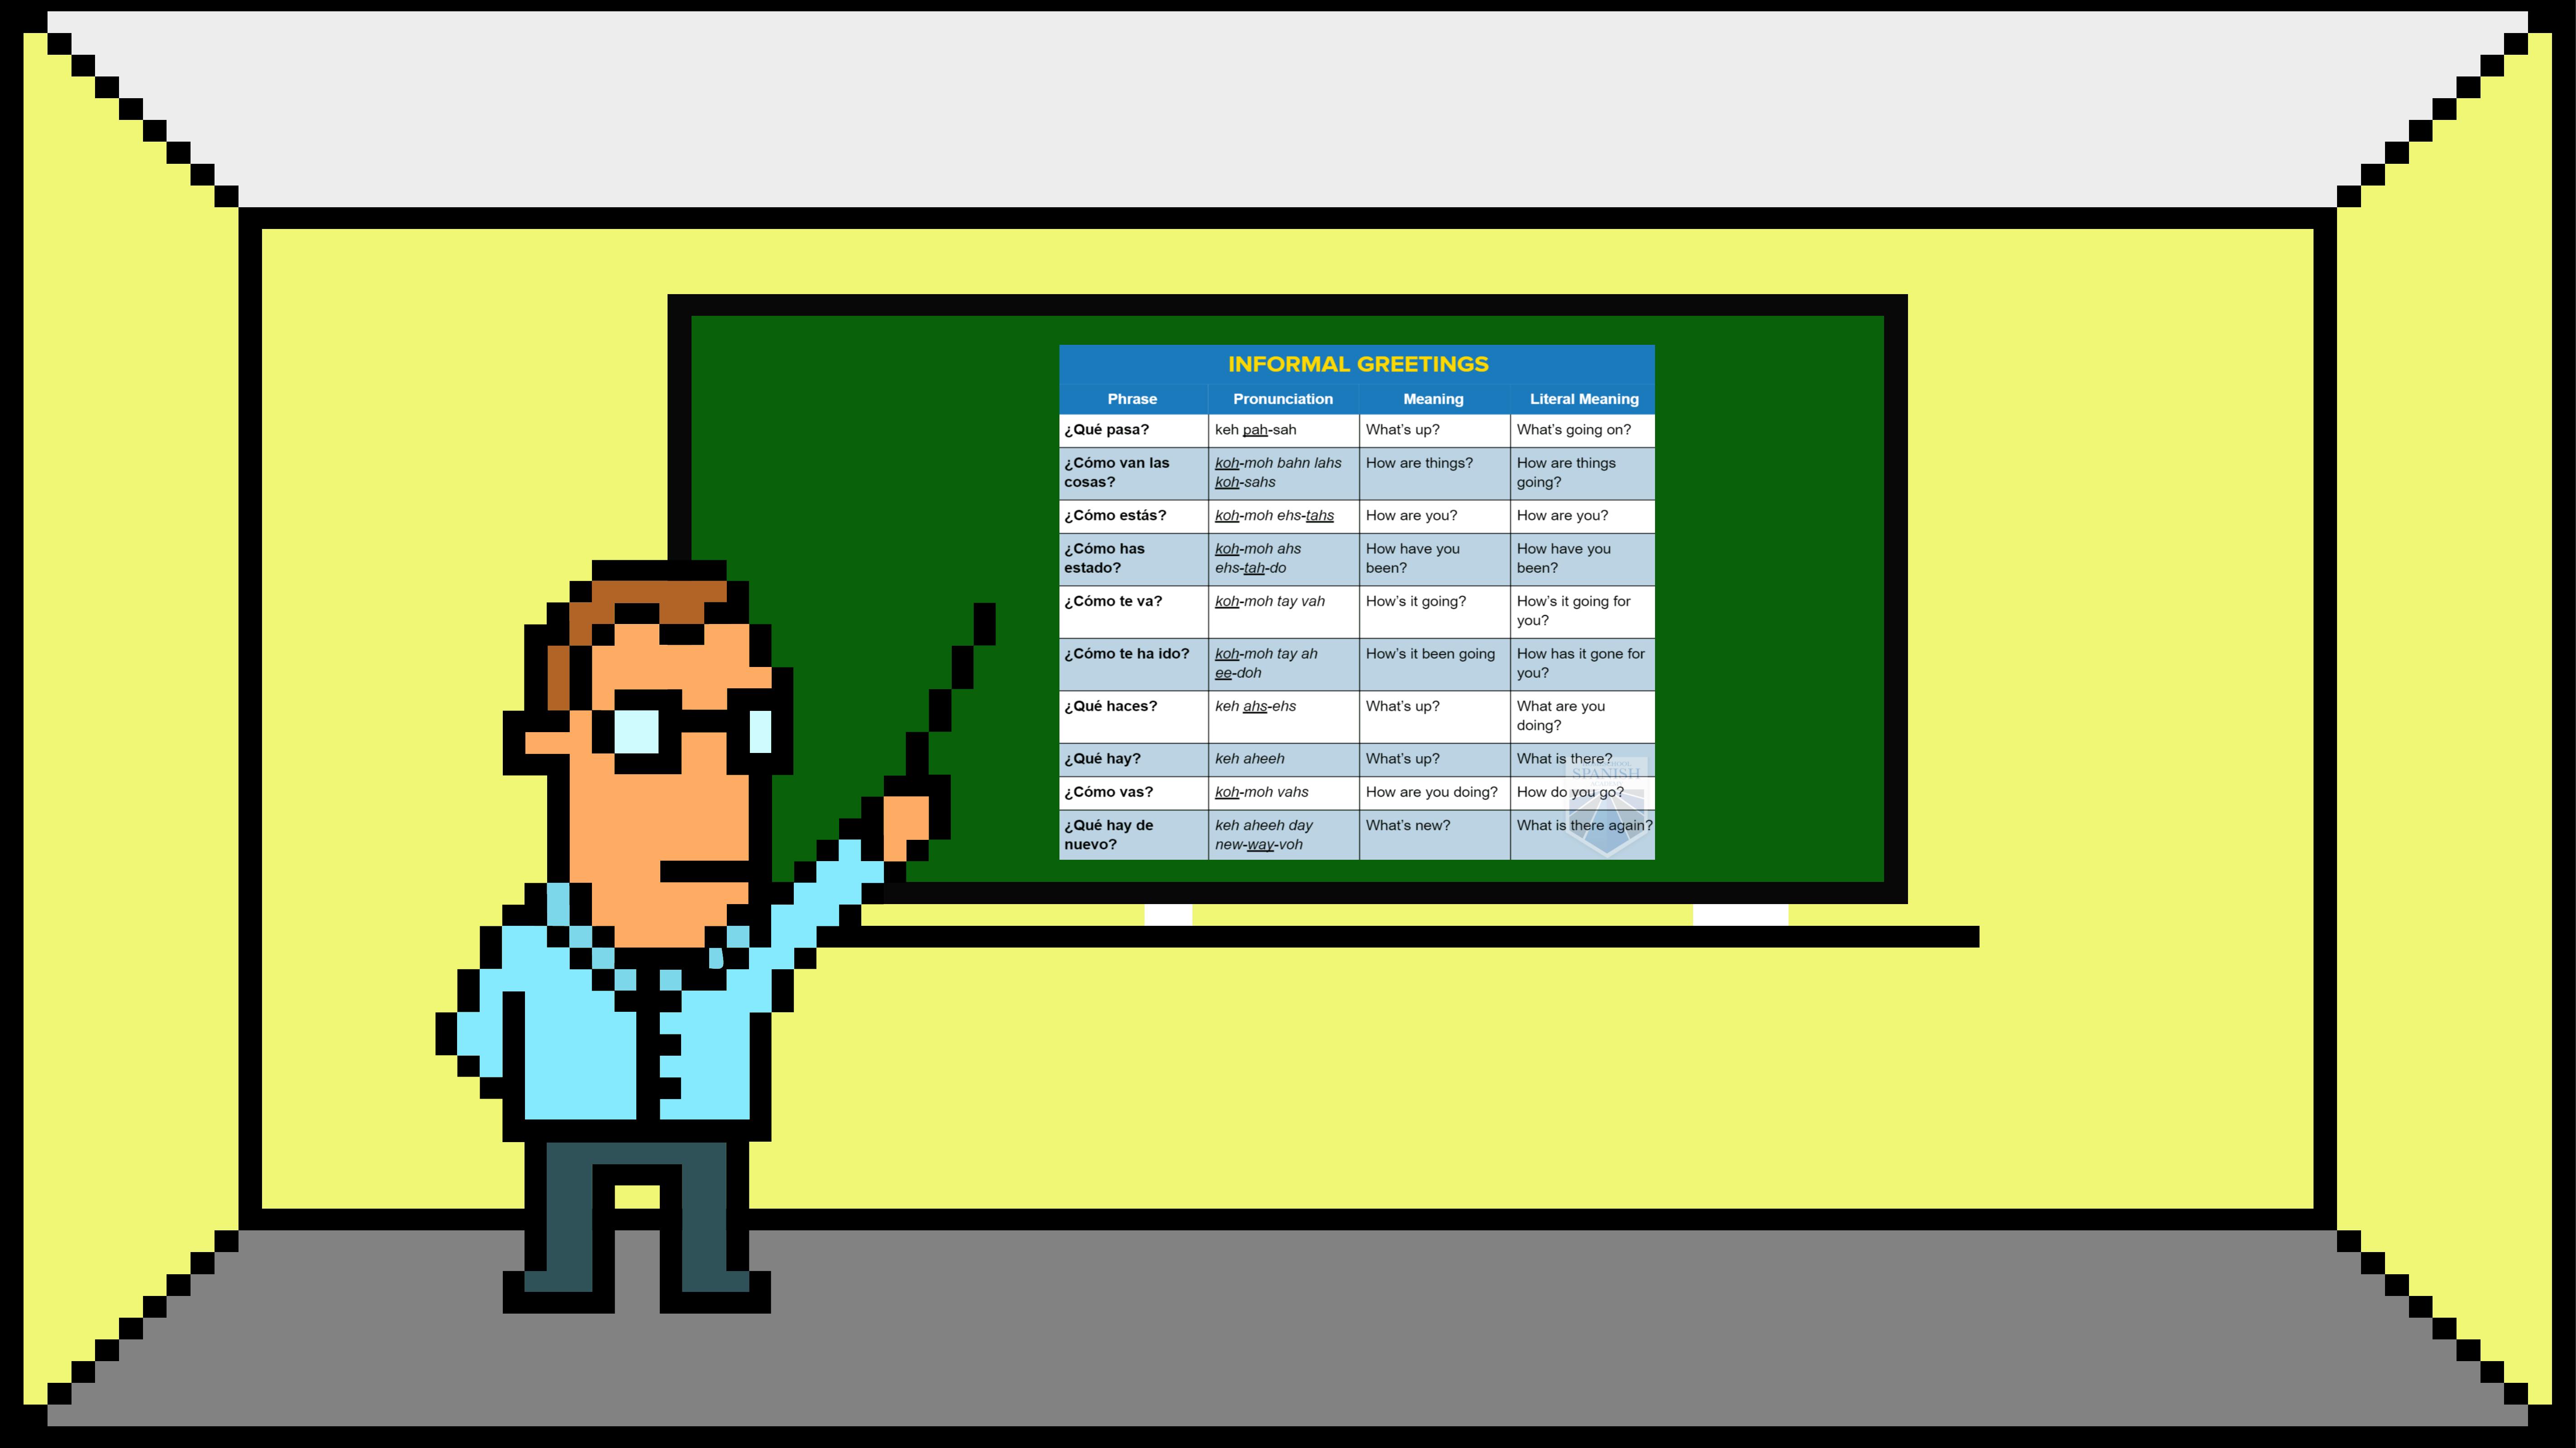 INFORMAL GREETINGS
Phrase Pronunciation Meaning Literal Meaning
¿Qué pasa? keh pah-sah What's up? What's going on?
¿Cómo van las cosas? koh-moh bahn lahs koh-sahs How are things? How are things going?
¿Cómo estás? koh-moh ehs-tahs How are you? How are you?
¿Cómo has estado? koh-moh ahs ehs-tah-do How have you been? How have you been?
¿Cómo te va? koh-moh tay vah How's it going? How's it going for you?
¿Cómo te ha ido? koh-moh tay ah ee-doh How's it been going How has it gone for you?
¿Qué haces? keh ahs-ehs What's up? What are you doing?
¿Qué hay? keh aheeh What's up? What is there?
SPANISH
¿Cómo vas? koh-moh vahs How are you doing? How do you go?
¿Qué hay de nuevo? keh aheeh day new-way-voh What's new? What is there again?